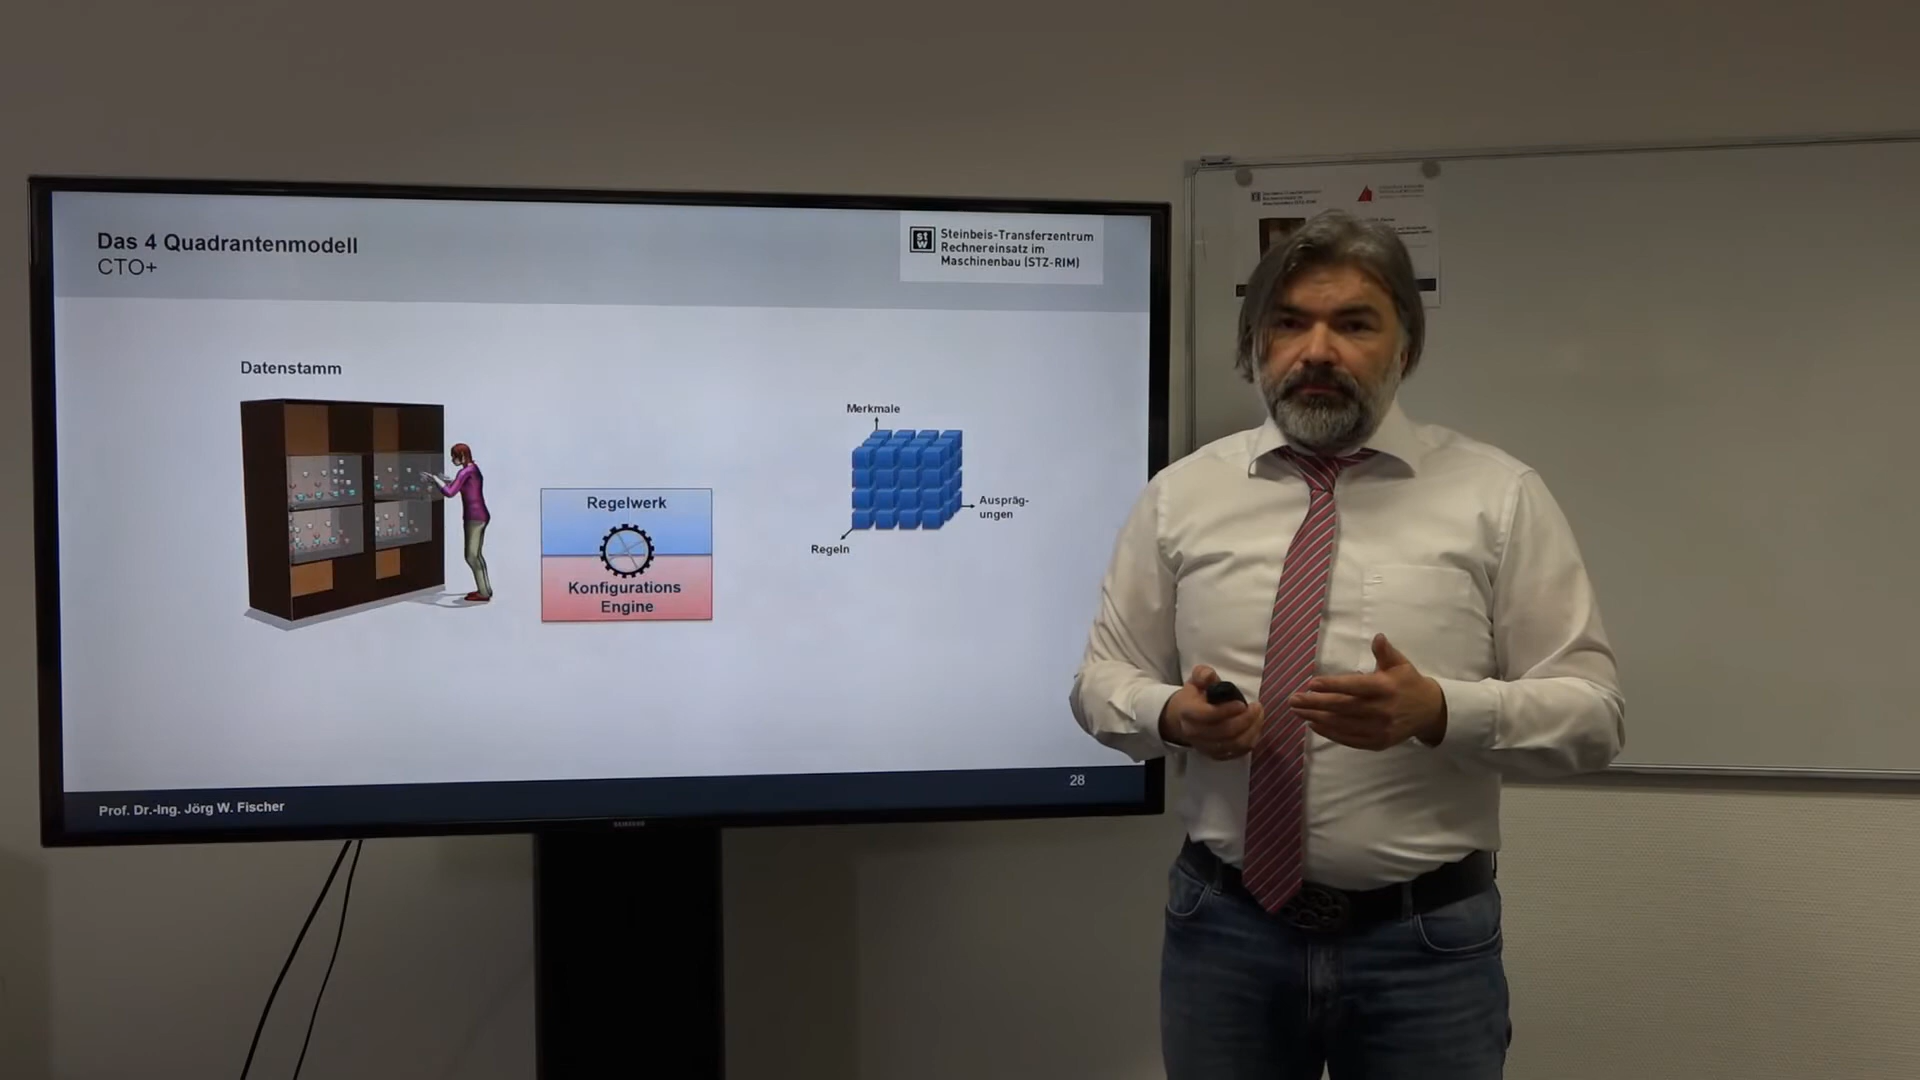 Das 4 Quadrantenmodell
CTO+
Steinbeis-Transferzentrum
Rechnereinsatz im
Maschinenbau (STZ-RIM)
Datenstamm
Merkmale
Auspräg-
ungen
Regeln
Regelwerk
Konfigurations
Engine
28
Prof. Dr.-Ing. Jörg W. Fischer
SAMSUNG